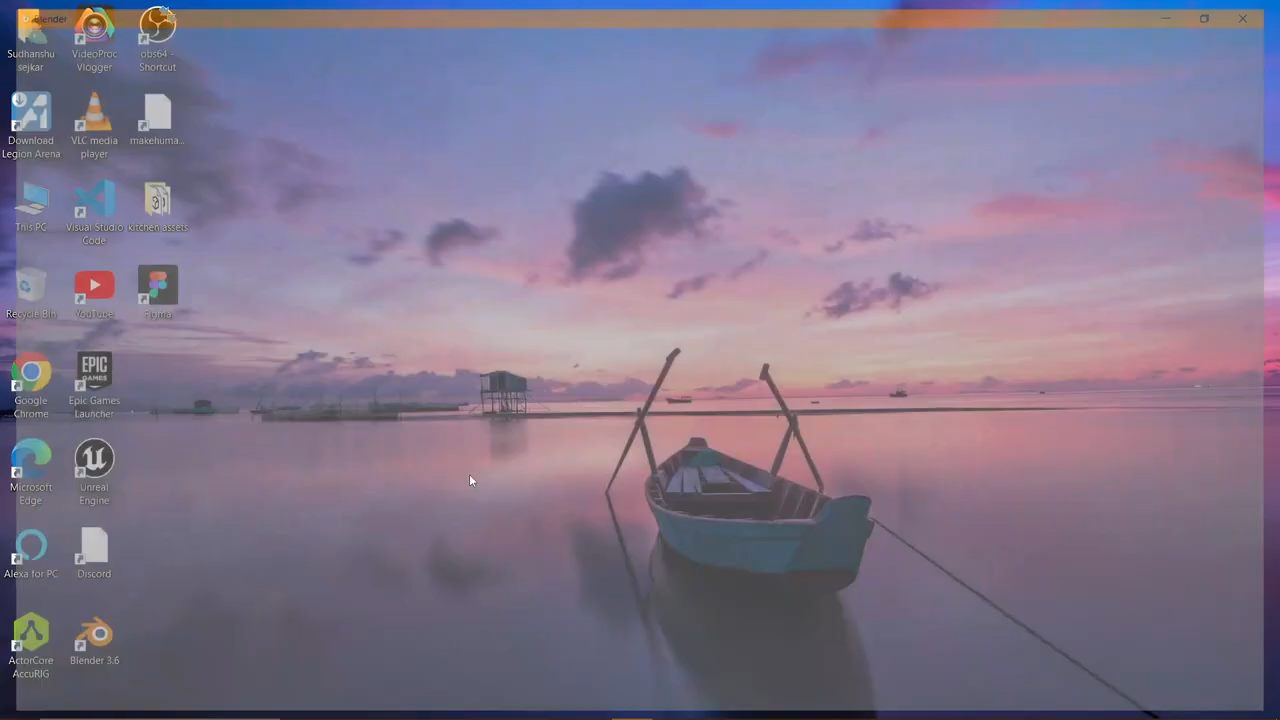 Blender
Sudhanshu
sejkar
VideoProc
Vlogger
obs64 -
Shortcut
Download
Legion Arena
VLC media
player
makehuma...
This PC
Visual Studio
Code
kitchen assets
Recycle Bin
YouTube
Figma
Google
Chrome
EPIC
GAMES
Epic Games
Launcher
Microsoft
Edge
Unreal
Engine
Alexa for PC
Discord
ActorCore
AccuRIG
Blender 3.6